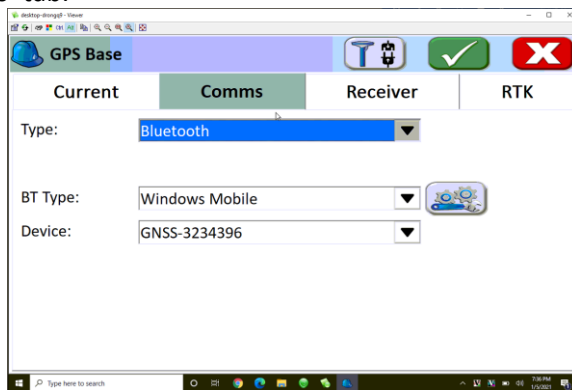 desktop-drongq8 - Viewer
GPS Base
Current Comms Receiver RTK
Type: Bluetooth
BT Type: Windows Mobile
Device: GNSS-3234396
Type here to search
7:36 PM
1/5/2021